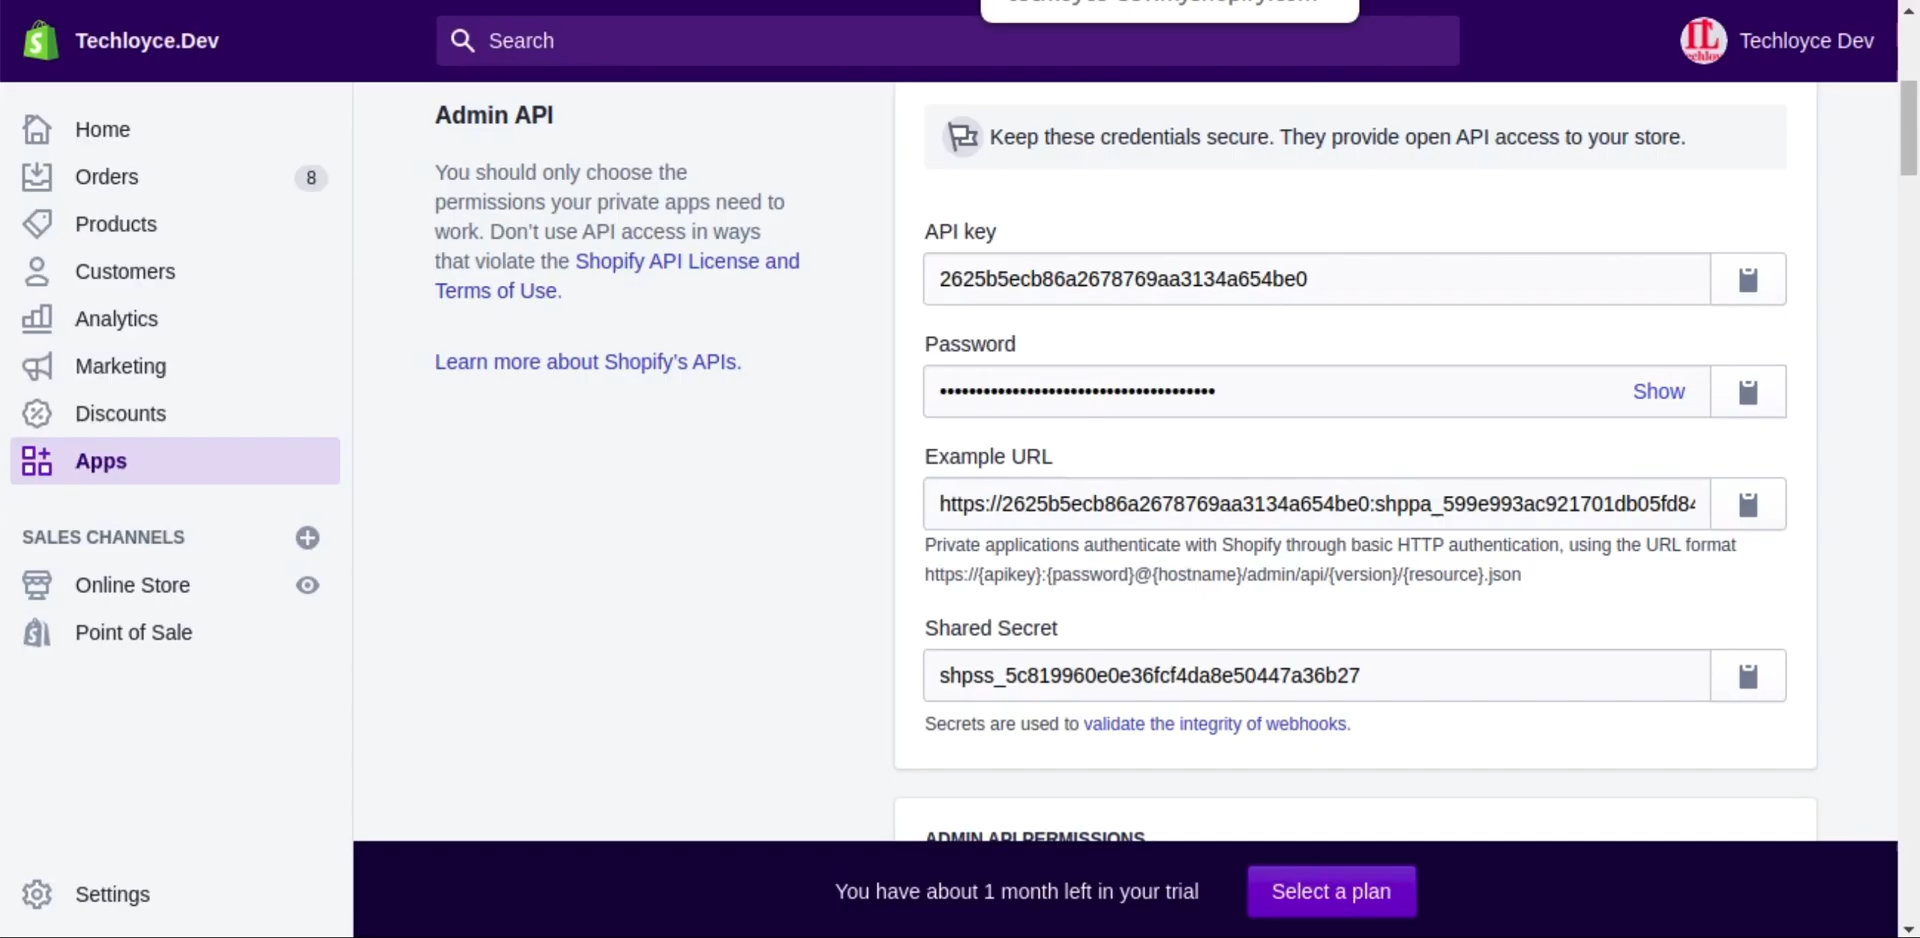 Techloyce.Dev
Search
Techloyce Dev
Home
Orders
8
Products
Customers
Analytics
Marketing
Discounts
Apps
SALES CHANNELS
Online Store
Point of Sale
Settings
Admin API
You should only choose the
permissions your private apps need to
work. Don't use API access in ways
that violate the Shopify API License and
Terms of Use.
Learn more about Shopify's APIs.
Keep these credentials secure. They provide open API access to your store.
API key
2625b5ecb86a2678769aa3134a654be0
Password
••••••••••••••••••••••••••••••••••••••
Show
Example URL
https://2625b5ecb86a2678769aa3134a654be0:shppa_599e993ac921701db05fd84
Private applications authenticate with Shopify through basic HTTP authentication, using the URL format
https://{apikey}:{password}@{hostname}/admin/api/{version}/{resource}.json
Shared Secret
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
Secrets are used to validate the integrity of webhooks.
ADMIN API PERMISSIONS
You have about 1 month left in your trial
Select a plan